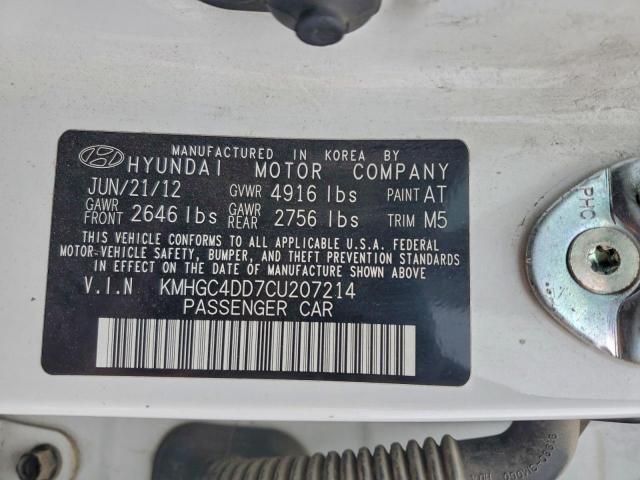 MANUFACTURED IN KOREA BY
HYUNDAI MOTOR COMPANY
JUN/21/12 GVWR 4916 lbs PAINT AT
GAWR FRONT 2646 lbs GAWR REAR 2756 lbs TRIM M5
THIS VEHICLE CONFORMS TO ALL APPLICABLE U.S.A. FEDERAL
MOTOR-VEHICLE SAFETY, BUMPER, AND THEFT PREVENTION STANDARDS
IN EFFECT ON THE DATE OF MANUFACTURE SHOWN ABOVE.
V.I.N KMHGC4DD7CU207214
PASSENGER CAR
PHC